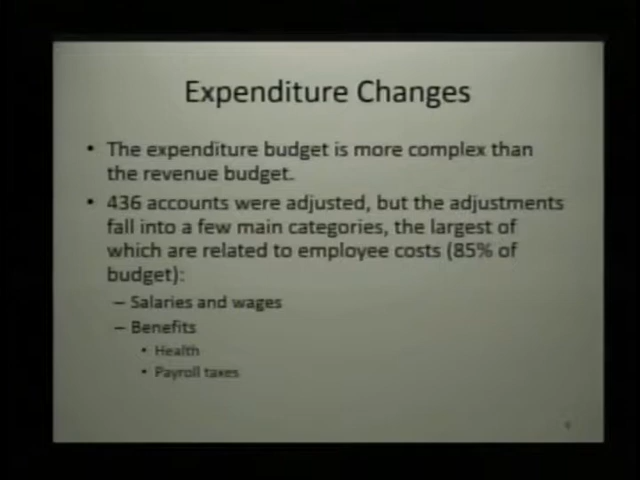 Expenditure Changes
• The expenditure budget is more complex than
the revenue budget.
• 436 accounts were adjusted, but the adjustments
fall into a few main categories, the largest of
which are related to employee costs (85% of
budget):
– Salaries and wages
– Benefits
• Health
• Payroll taxes